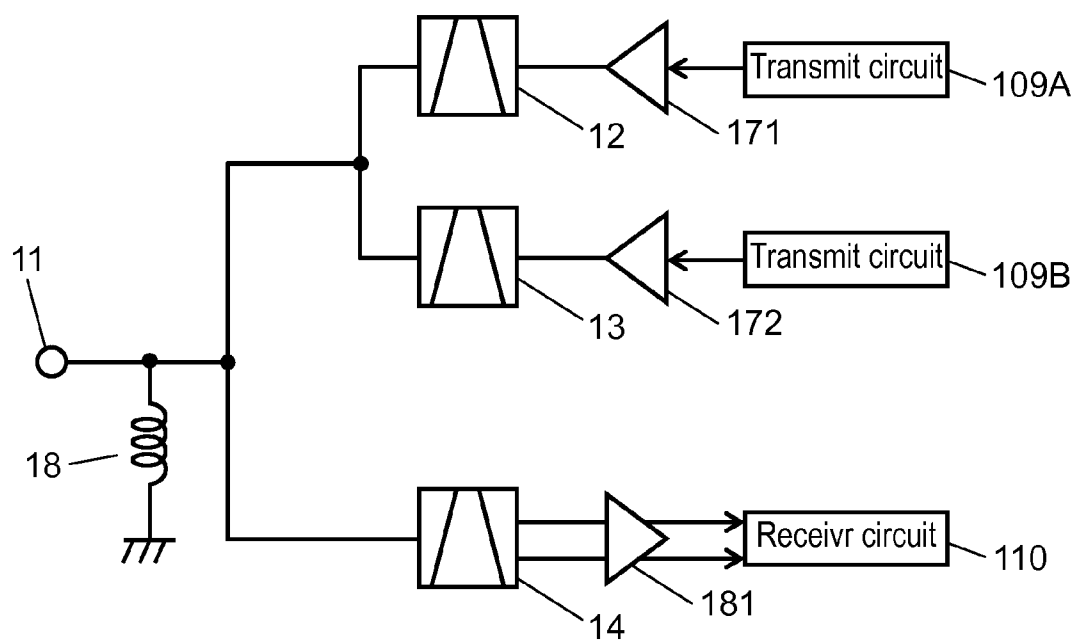 Transmit circuit
109A
12
171
Transmit circuit
109B
11
13
172
18
Receivr circuit
110
14
181